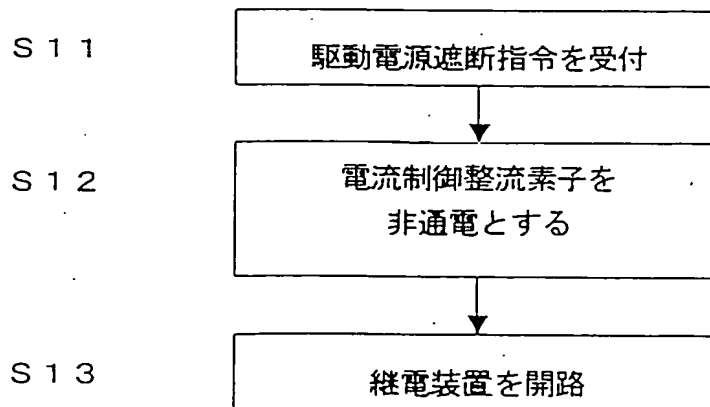 S11
駆動電源遮断指令を受付
S12
電流制御整流素子を
非通電とする
S13
継電装置を開路